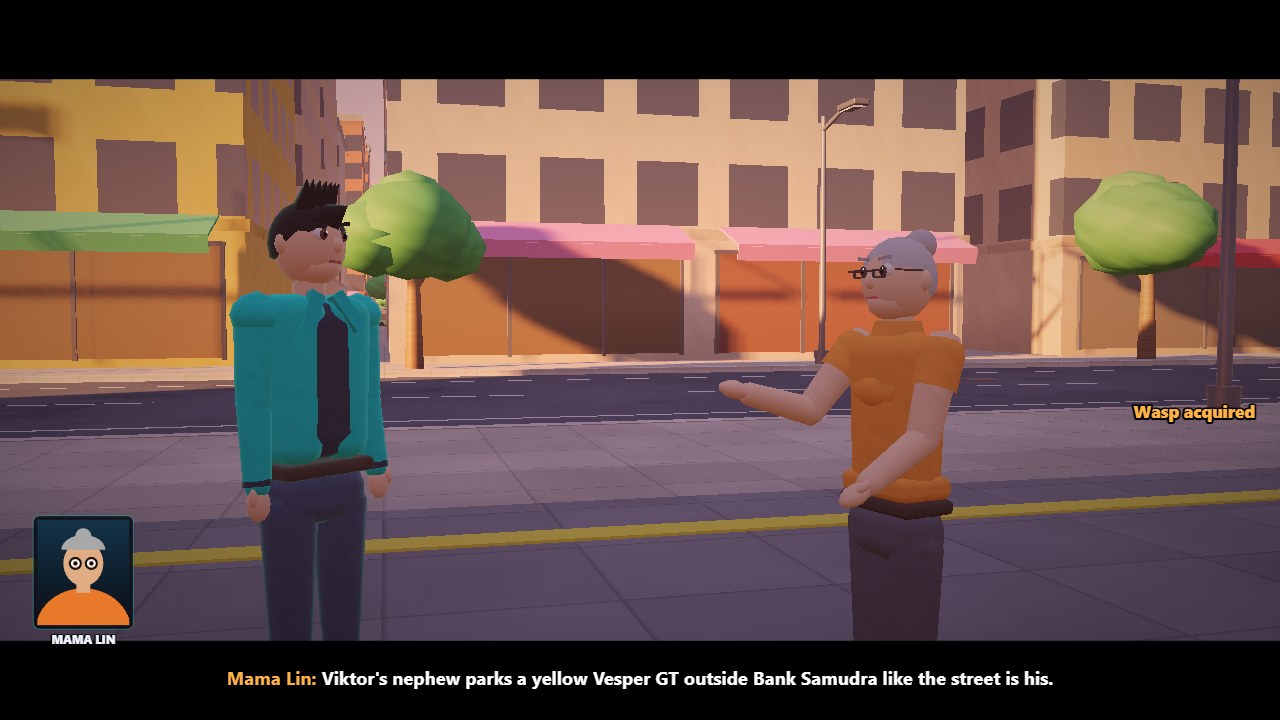 Wasp acquired
MAMA LIN
Mama Lin: Viktor's nephew parks a yellow Vesper GT outside Bank Samudra like the street is his.